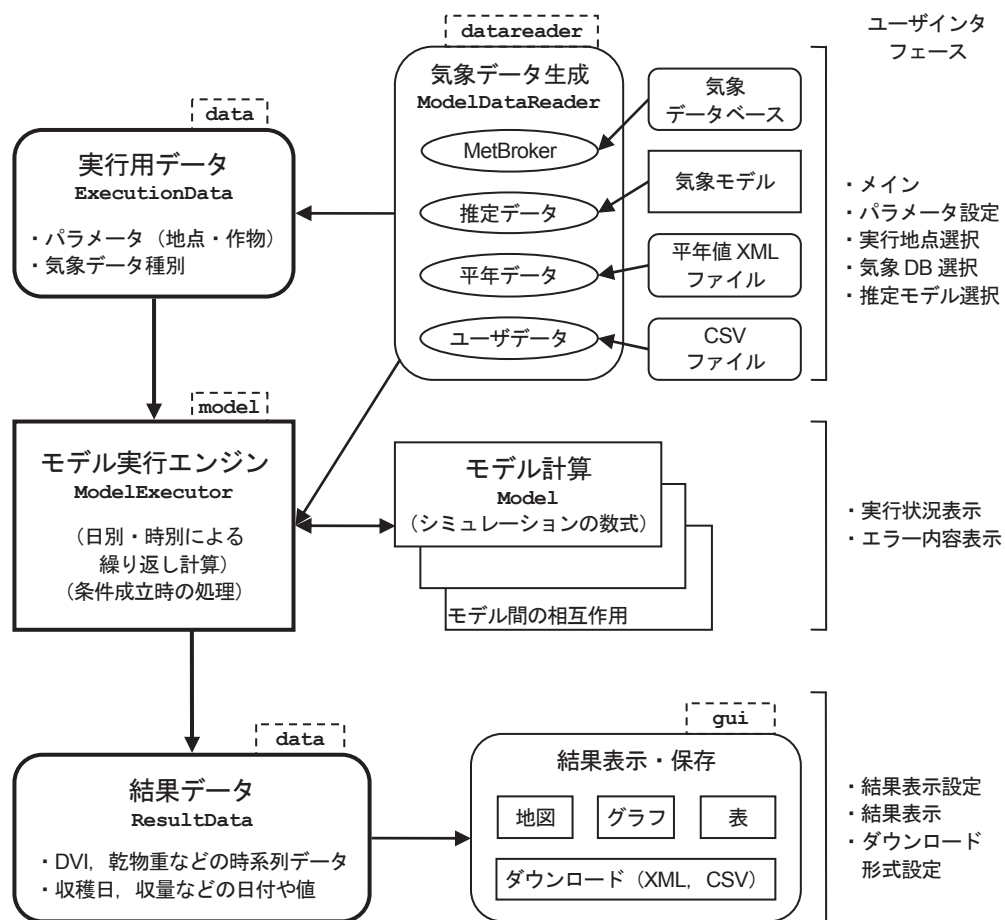 ユーザインタ
フェース
datareader
気象データ生成
ModelDataReader
MetBroker
推定データ
平年データ
ユーザデータ
気象
データベース
気象モデル
平年値 XML
ファイル
CSV
ファイル
・メイン
・パラメータ設定
・実行地点選択
・気象 DB 選択
・推定モデル選択
data
実行用データ
ExecutionData
・パラメータ（地点・作物）
・気象データ種別
model
モデル実行エンジン
ModelExecutor
（日別・時別による
繰り返し計算）
（条件成立時の処理）
モデル計算
Model
（シミュレーションの数式）
モデル間の相互作用
・実行状況表示
・エラー内容表示
data
結果データ
ResultData
・DVI，乾物重などの時系列データ
・収穫日，収量などの日付や値
gui
結果表示・保存
地図
グラフ
表
ダウンロード（XML，CSV）
・結果表示設定
・結果表示
・ダウンロード
形式設定